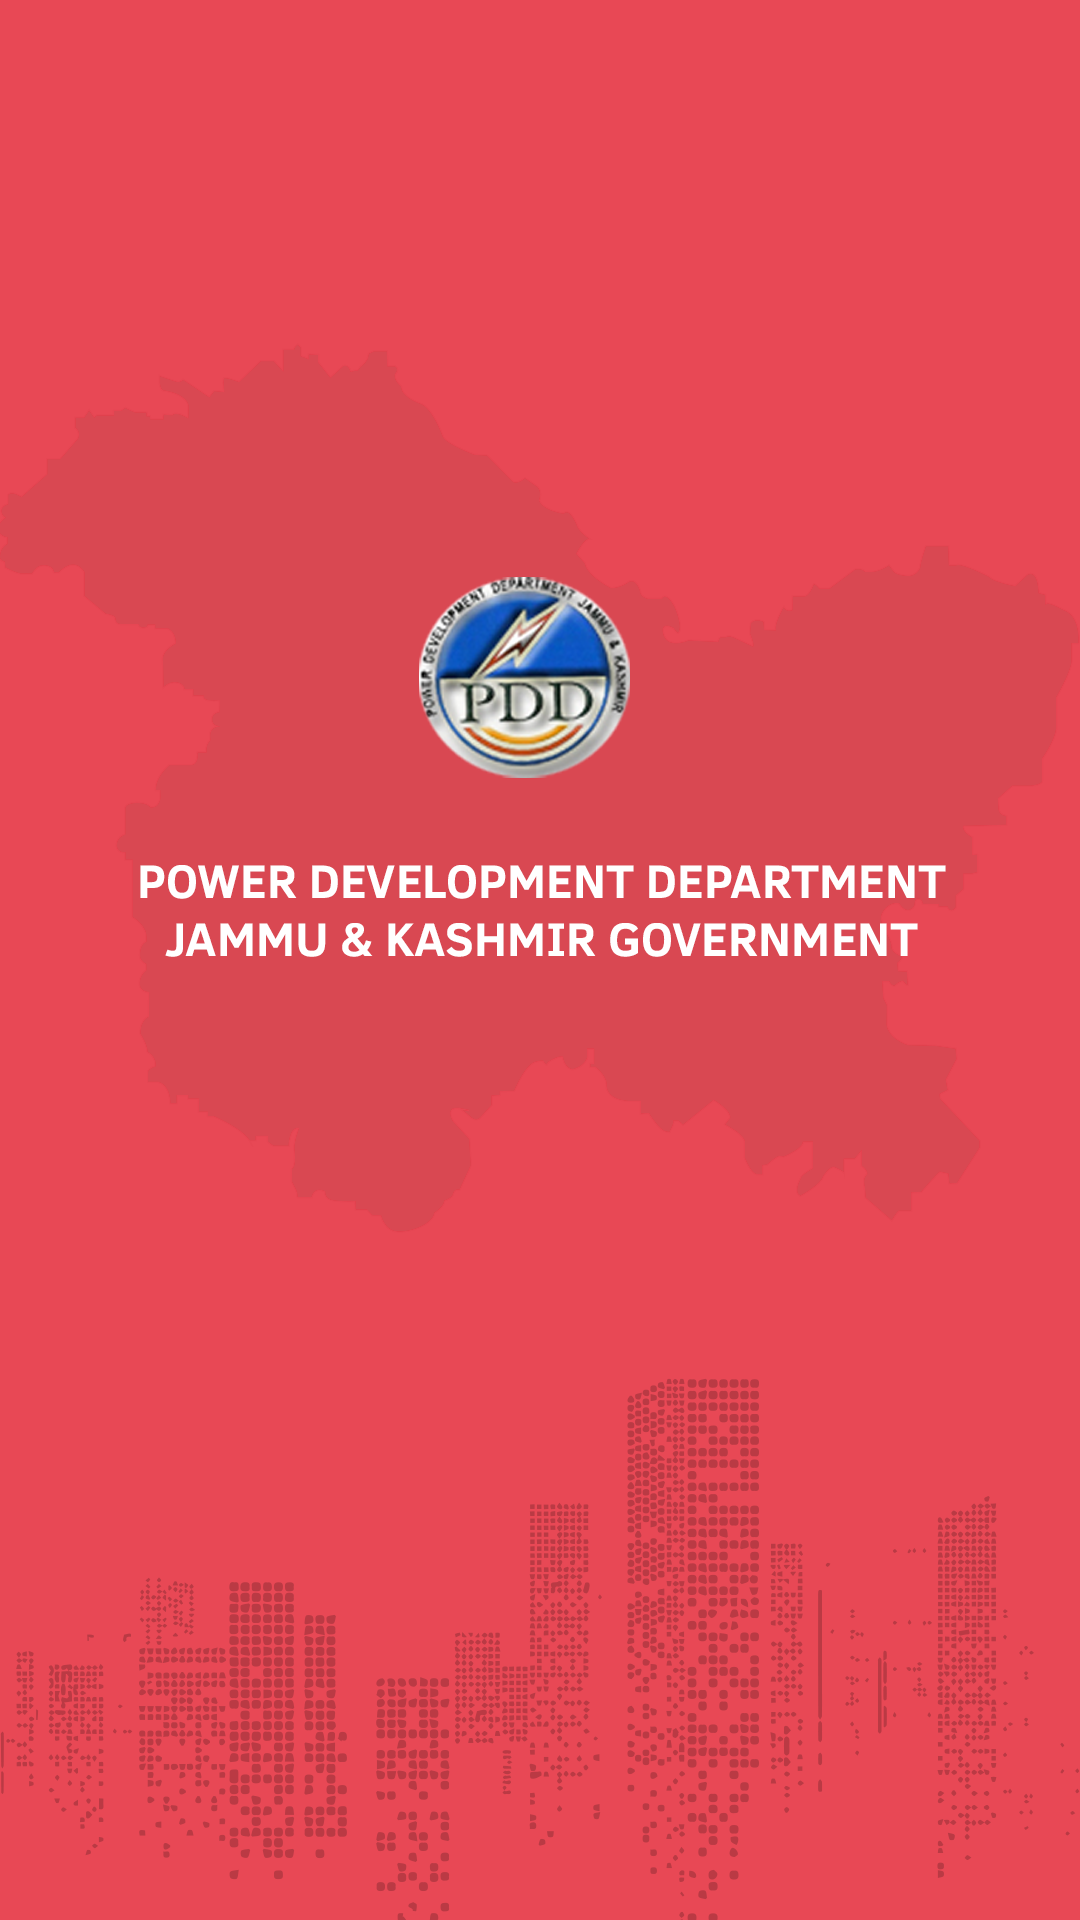 POWER DEVELOPMENT DEPARTMENT JAMMU & KASHMIR
PDD
POWER DEVELOPMENT DEPARTMENT
JAMMU & KASHMIR GOVERNMENT